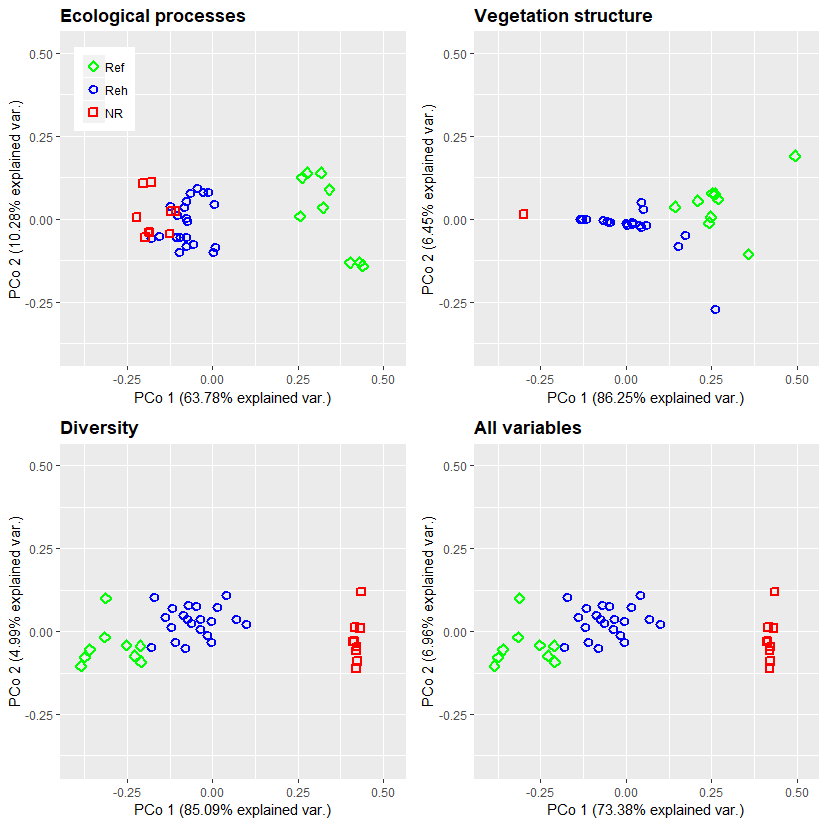 Ecological processes
0.50
0.25
0.00
-0.25
PCo 2 (10.28% explained var.)
Ref
Reh
NR
-0.25 0.00 0.25 0.50
PCo 1 (63.78% explained var.)
Vegetation structure
0.50
0.25
0.00
-0.25
PCo 2 (6.45% explained var.)
-0.25 0.00 0.25 0.50
PCo 1 (86.25% explained var.)
Diversity
0.50
0.25
0.00
-0.25
PCo 2 (4.99% explained var.)
-0.25 0.00 0.25 0.50
PCo 1 (85.09% explained var.)
All variables
0.50
0.25
0.00
-0.25
PCo 2 (6.96% explained var.)
-0.25 0.00 0.25 0.50
PCo 1 (73.38% explained var.)